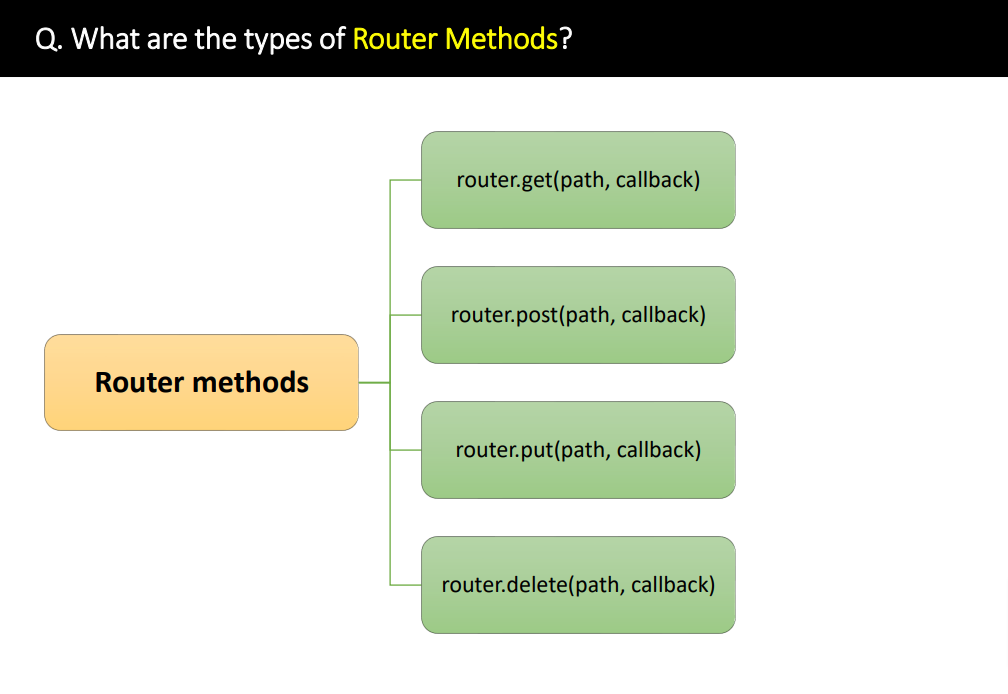 Q. What are the types of Router Methods?
router.get(path, callback)
router.post(path, callback)
Router methods
router.put(path, callback)
router.delete(path, callback)